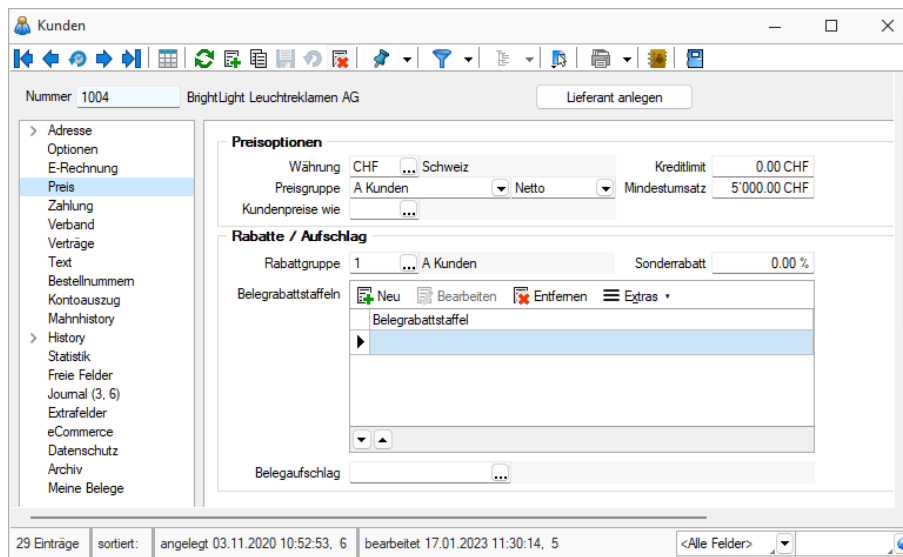 Kunden
Nummer 1004 BrightLight Leuchtreklamen AG Lieferant anlegen
Adresse
Optionen
E-Rechnung
Preis
Zahlung
Verband
Verträge
Text
Bestellnummern
Kontoauszug
Mahnhistory
History
Statistik
Freie Felder
Journal (3, 6)
Extrafelder
eCommerce
Datenschutz
Archiv
Meine Belege
Preisoptionen
Währung CHF ... Schweiz Kreditlimit 0.00 CHF
Preisgruppe A Kunden Netto Mindestumsatz 5'000.00 CHF
Kundenpreise wie ...
Rabatte / Aufschlag
Rabattgruppe 1 ... A Kunden Sonderrabatt 0.00 %
Belegrabattstaffeln Neu Bearbeiten Entfernen Extras
Belegrabattstaffel
Belegaufschlag ...
29 Einträge sortiert: angelegt 03.11.2020 10:52:53, 6 bearbeitet 17.01.2023 11:30:14, 5 <Alle Felder>